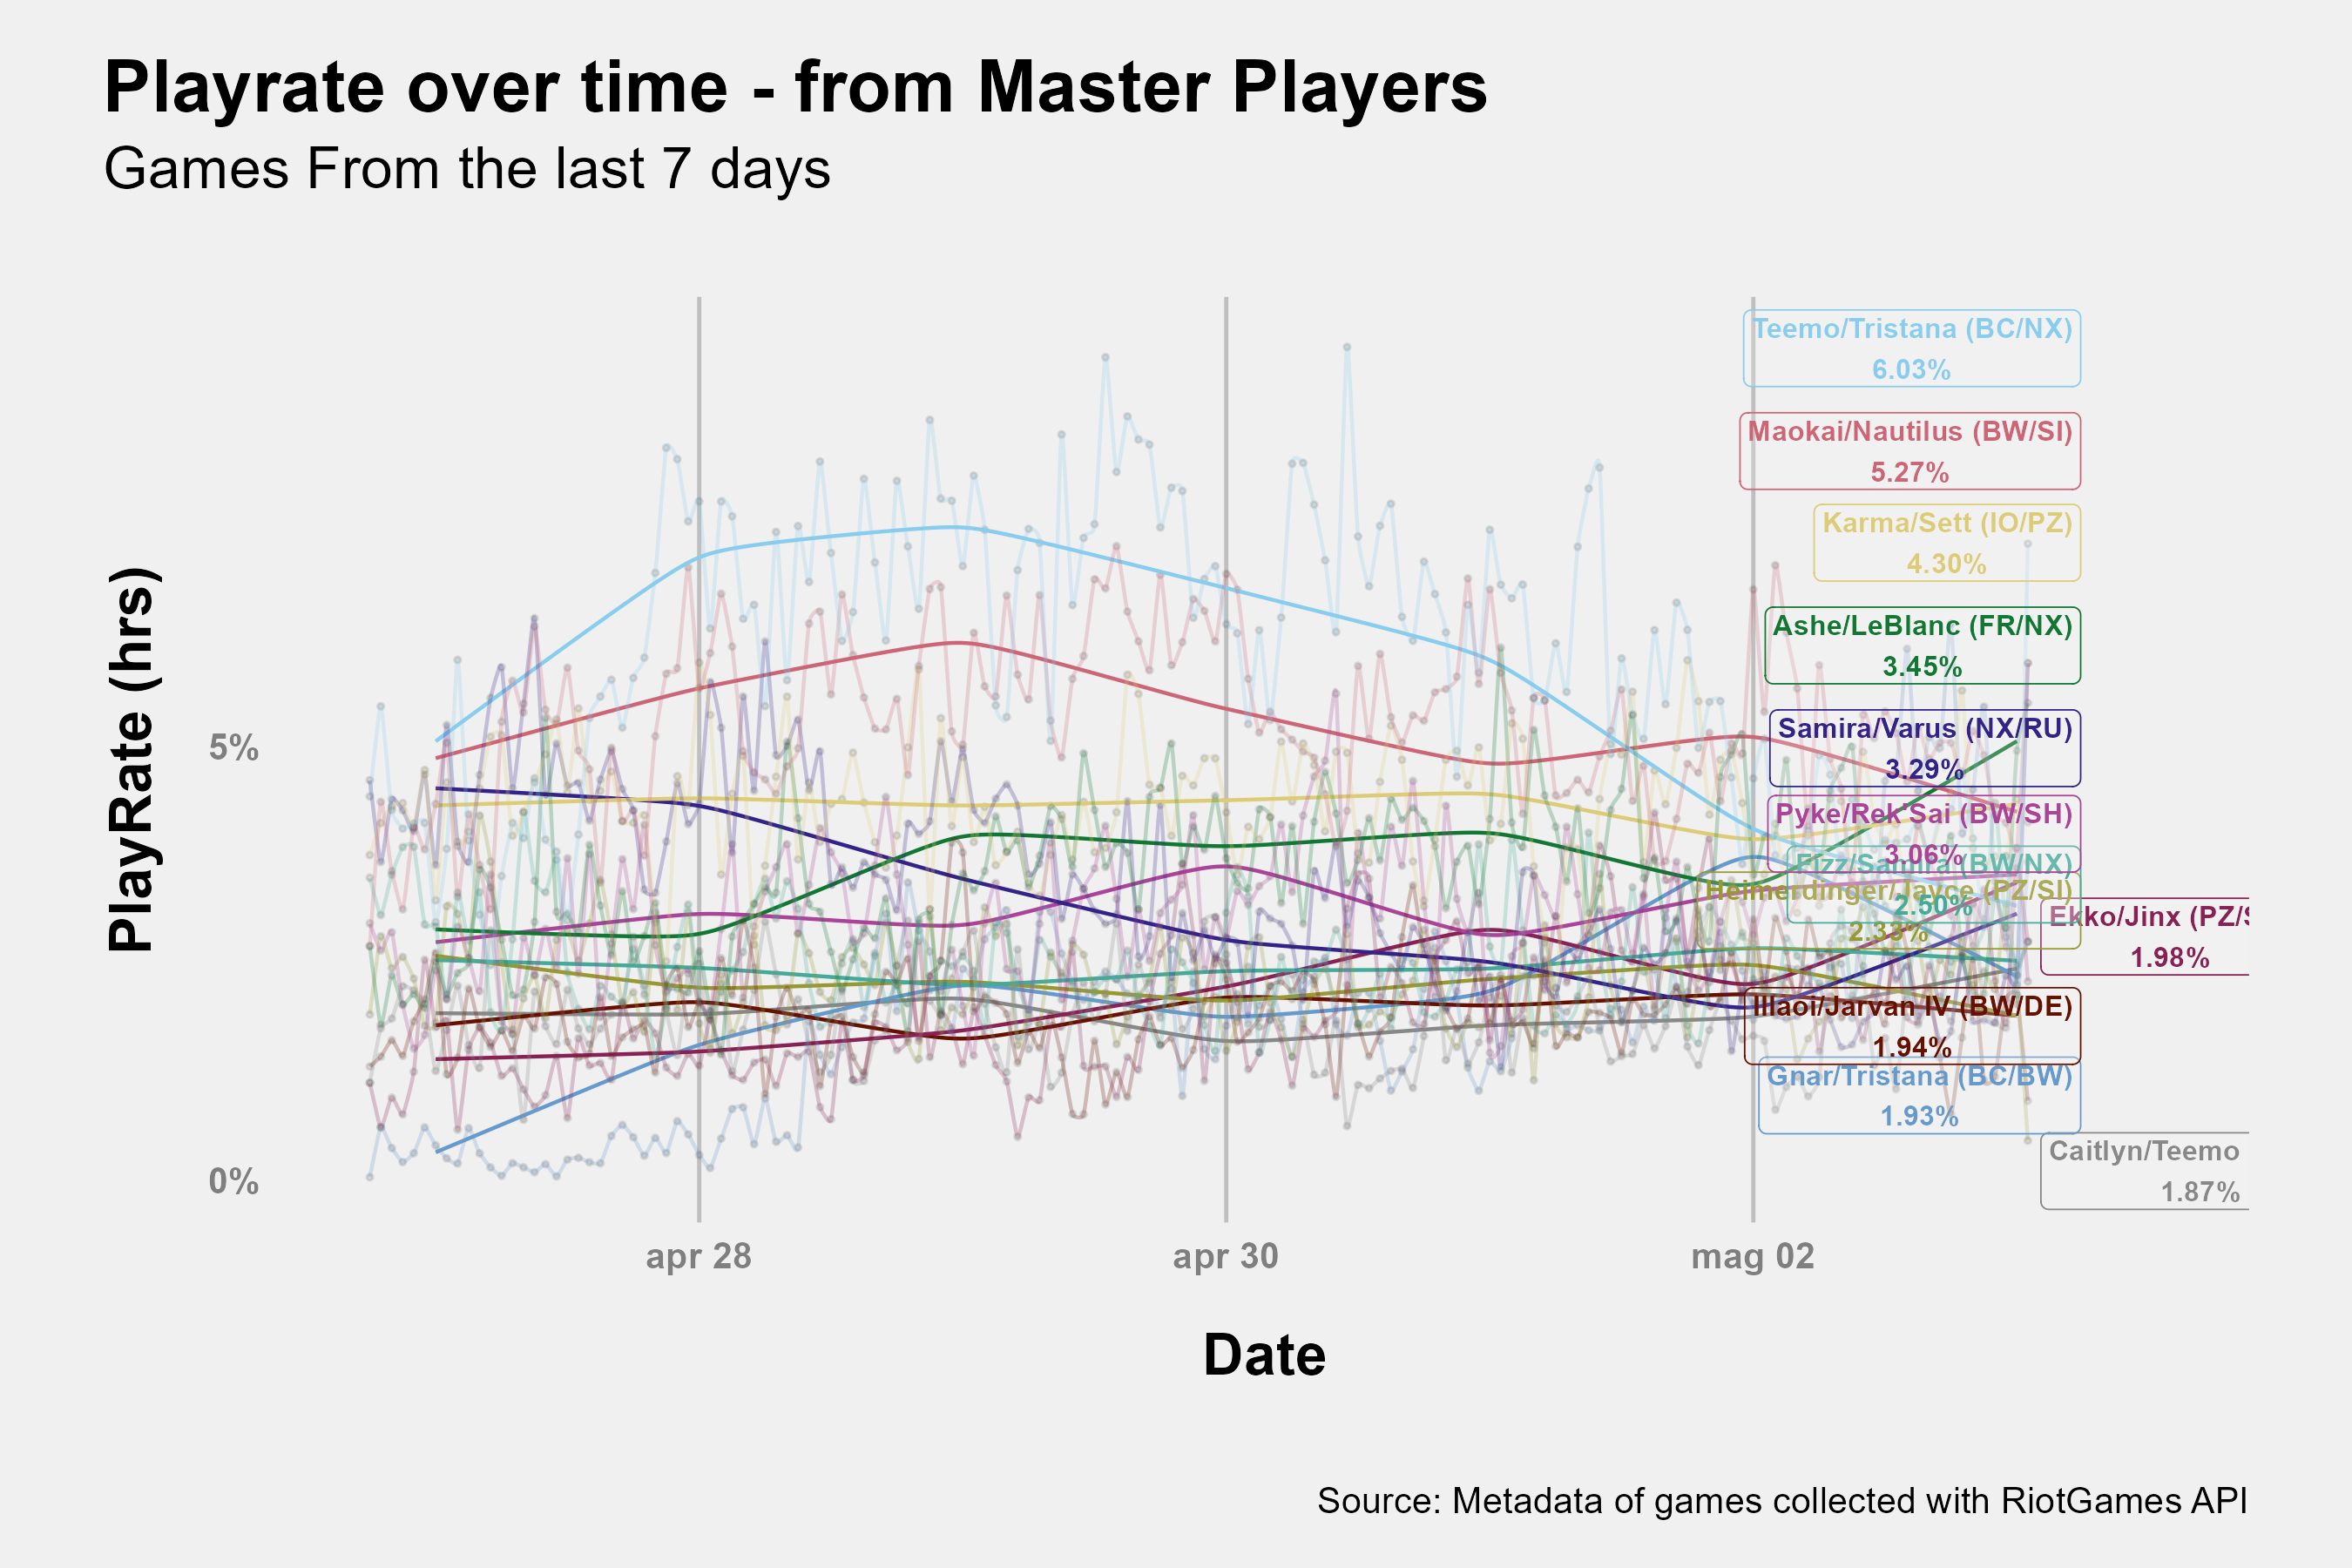 Playrate over time - from Master Players
Games From the last 7 days
PlayRate (hrs)
5%
0%
Teemo/Tristana (BC/NX)
6.03%
Maokai/Nautilus (BW/SI)
5.27%
Karma/Sett (IO/PZ)
4.30%
Ashe/LeBlanc (FR/NX)
3.45%
Samira/Varus (NX/RU)
3.29%
Pyke/Rek'Sai (BW/SH)
3.06%
Fizz/Samira (BW/NX)
2.50%
Heimerdinger/Jayce (PZ/SI)
2.33%
Ekko/Jinx (PZ/
1.98%
Illaoi/Jarvan IV (BW/DE)
1.94%
Gnar/Tristana (BC/BW)
1.93%
Caitlyn/Teemo
1.87%
apr 28
apr 30
mag 02
Date
Source: Metadata of games collected with RiotGames API